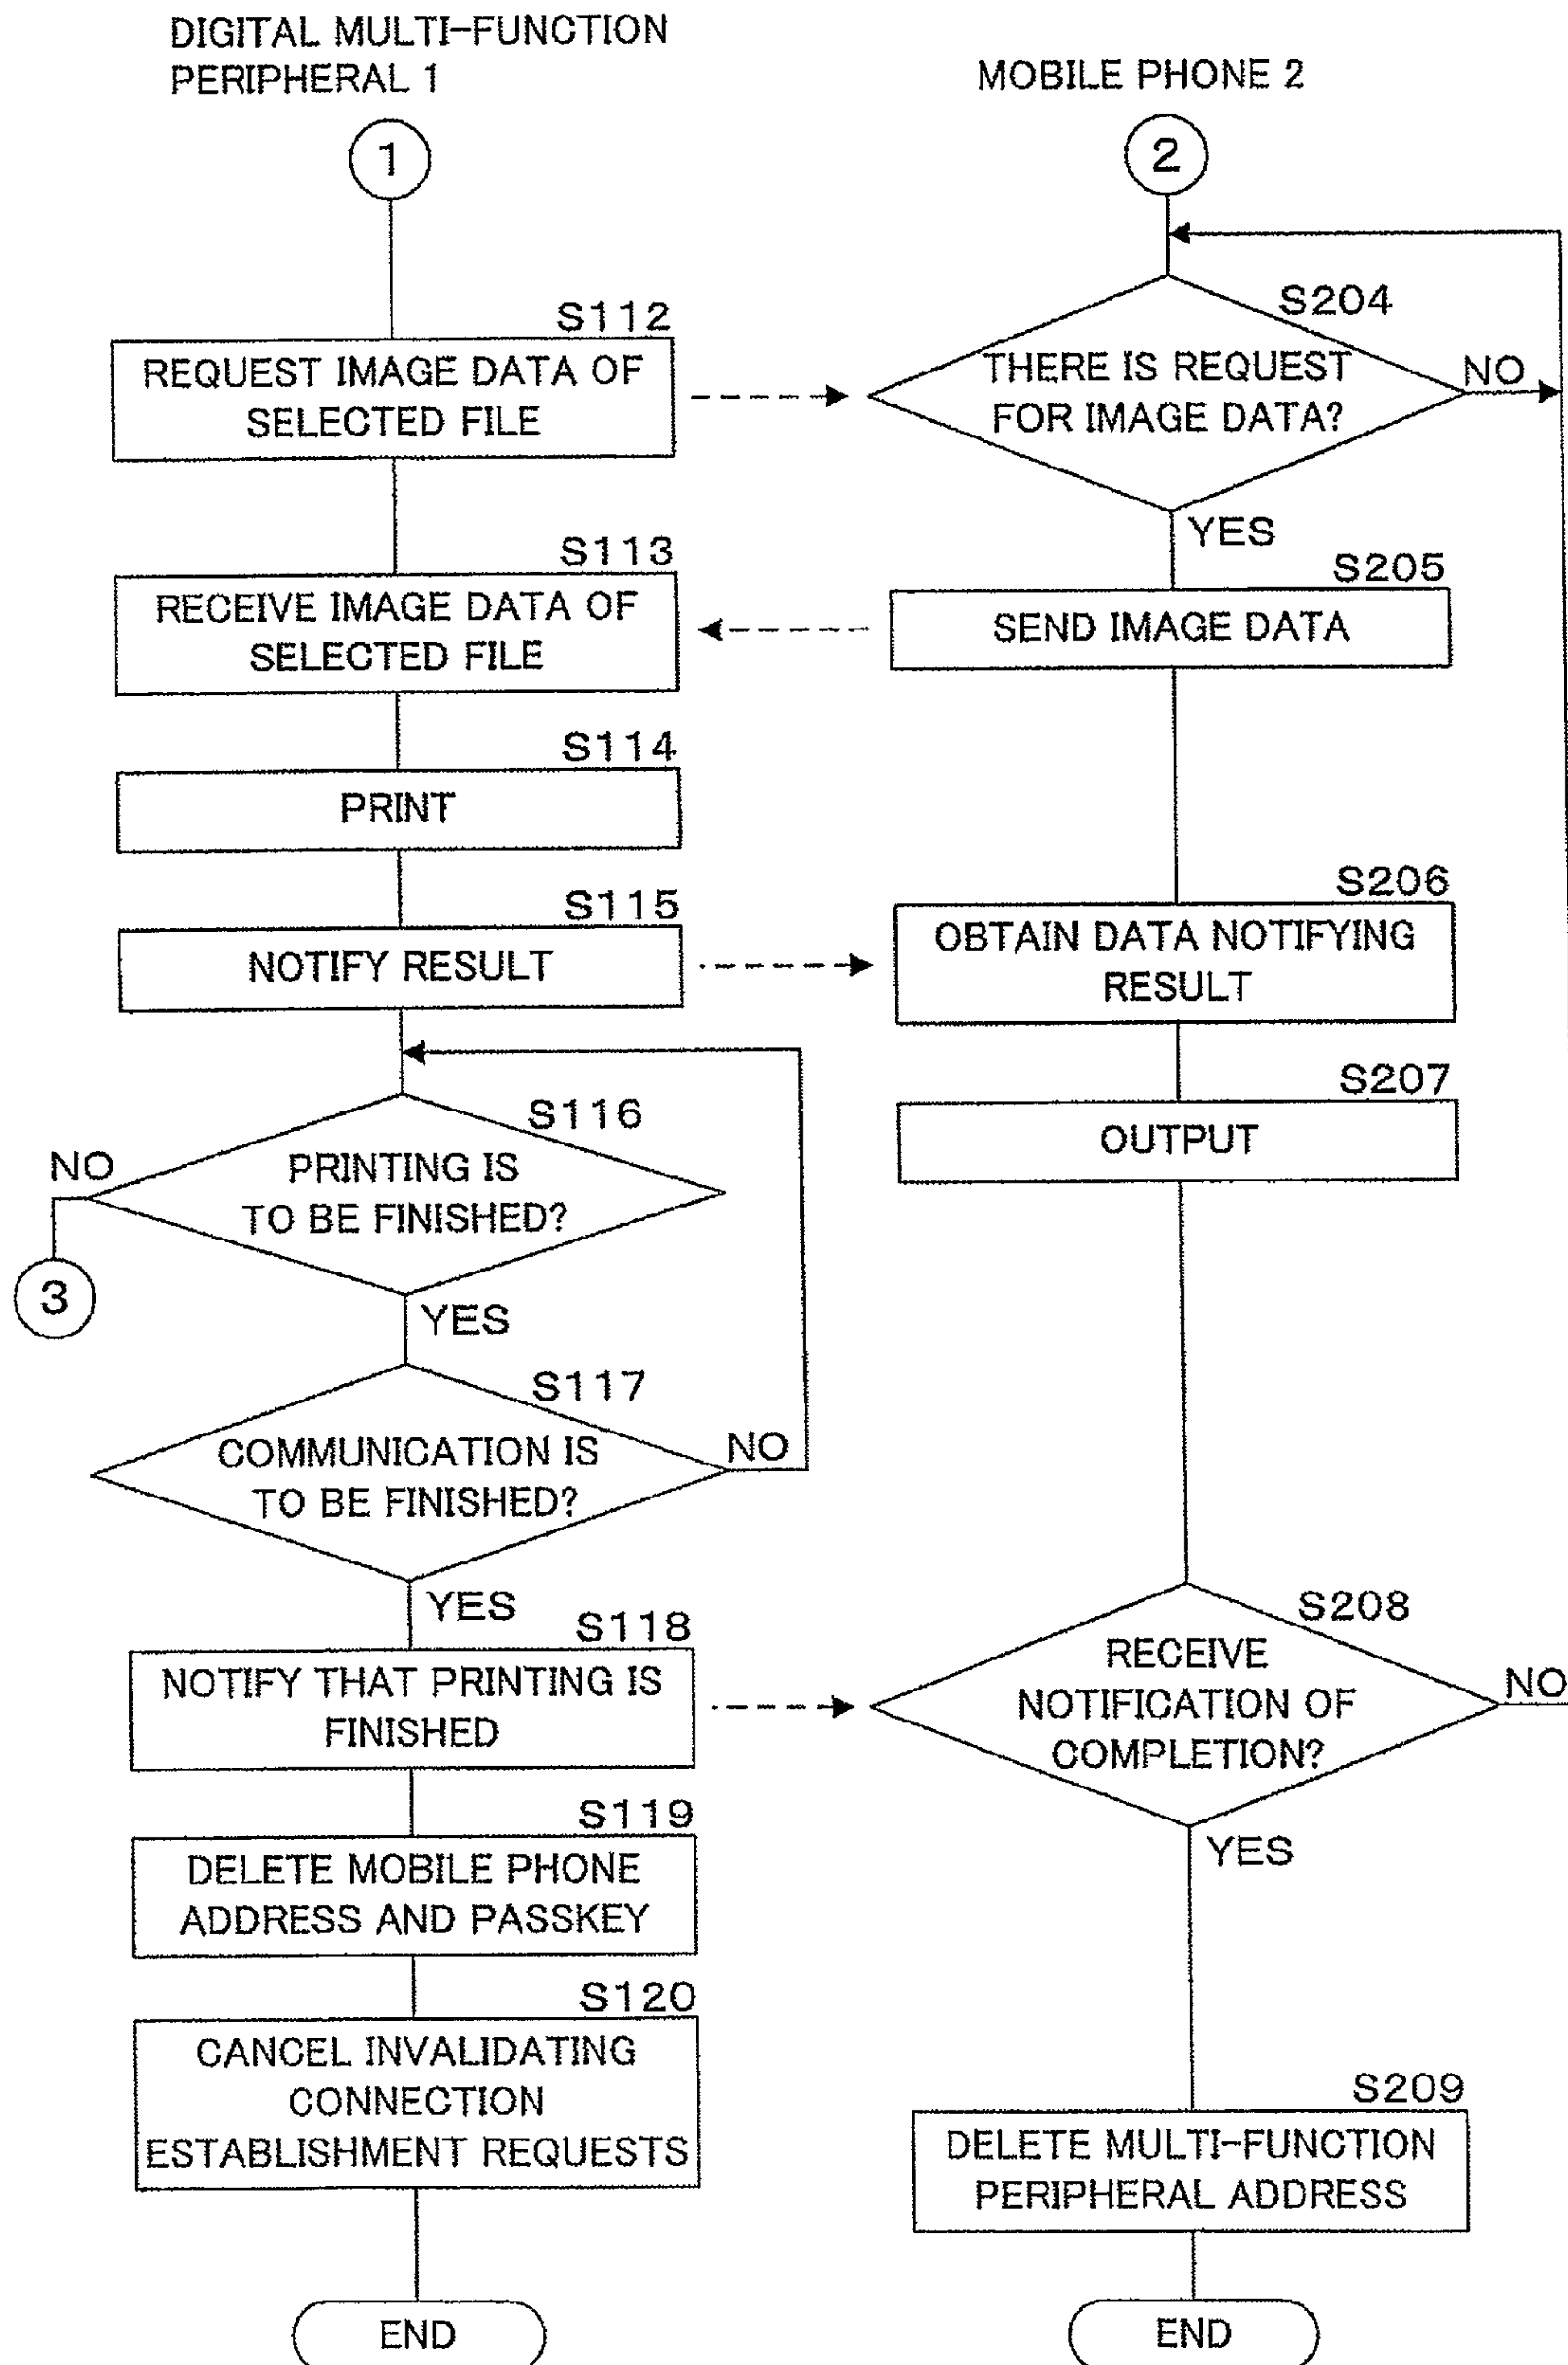 DIGITAL MULTI-FUNCTION
PERIPHERAL 1
1
S112
REQUEST IMAGE DATA OF
SELECTED FILE
S113
RECEIVE IMAGE DATA OF
SELECTED FILE
S114
PRINT
S115
NOTIFY RESULT
S116
PRINTING IS
TO BE FINISHED?
NO
3
YES
S117
COMMUNICATION IS
TO BE FINISHED?
NO
YES
S118
NOTIFY THAT PRINTING IS
FINISHED
S119
DELETE MOBILE PHONE
ADDRESS AND PASSKEY
S120
CANCEL INVALIDATING
CONNECTION
ESTABLISHMENT REQUESTS
END
MOBILE PHONE 2
2
S204
THERE IS REQUEST
FOR IMAGE DATA?
NO
YES
S205
SEND IMAGE DATA
S206
OBTAIN DATA NOTIFYING
RESULT
S207
OUTPUT
S208
RECEIVE
NOTIFICATION OF
COMPLETION?
NO
YES
S209
DELETE MULTI-FUNCTION
PERIPHERAL ADDRESS
END